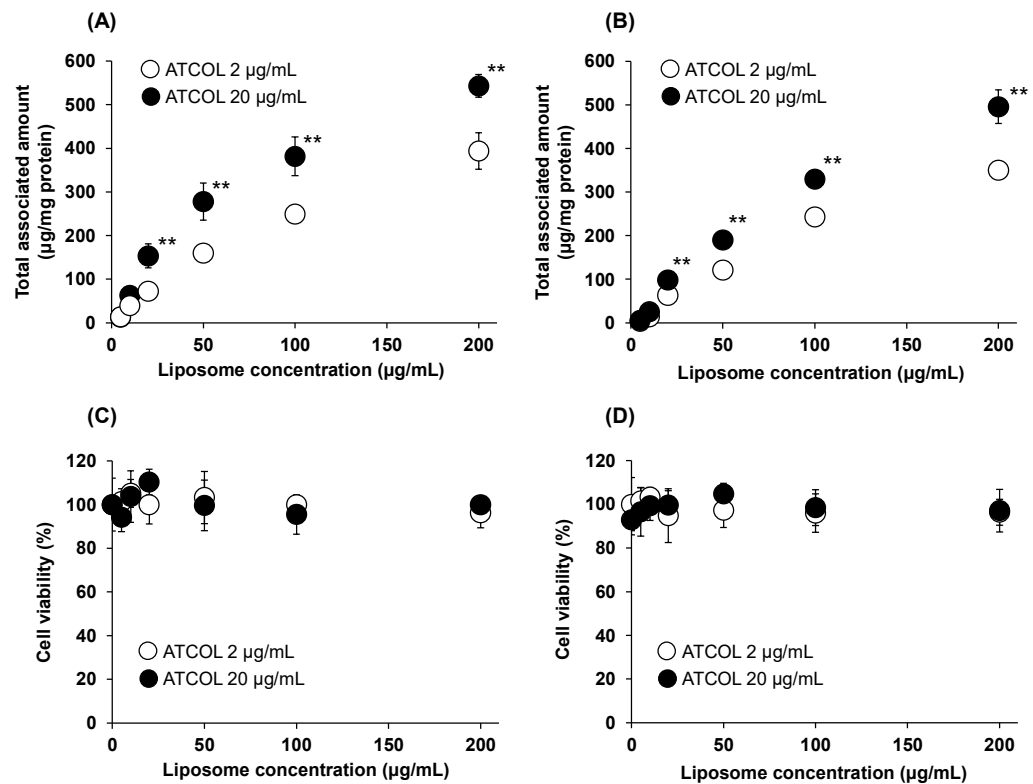 (A)
ATCOL 2 µg/mL
ATCOL 20 µg/mL
Total associated amount
(µg/mg protein)
600
500
400
300
200
100
0
**
**
**
**
0
50
100
150
200
Liposome concentration (µg/mL)
(B)
ATCOL 2 µg/mL
ATCOL 20 µg/mL
Total associated amount
(µg/mg protein)
600
500
400
300
200
100
0
**
**
**
**
0
50
100
150
200
Liposome concentration (µg/mL)
(C)
Cell viability (%)
120
100
80
60
40
20
0
ATCOL 2 µg/mL
ATCOL 20 µg/mL
0
50
100
150
200
Liposome concentration (µg/mL)
(D)
Cell viability (%)
120
100
80
60
40
20
0
ATCOL 2 µg/mL
ATCOL 20 µg/mL
0
50
100
150
200
Liposome concentration (µg/mL)